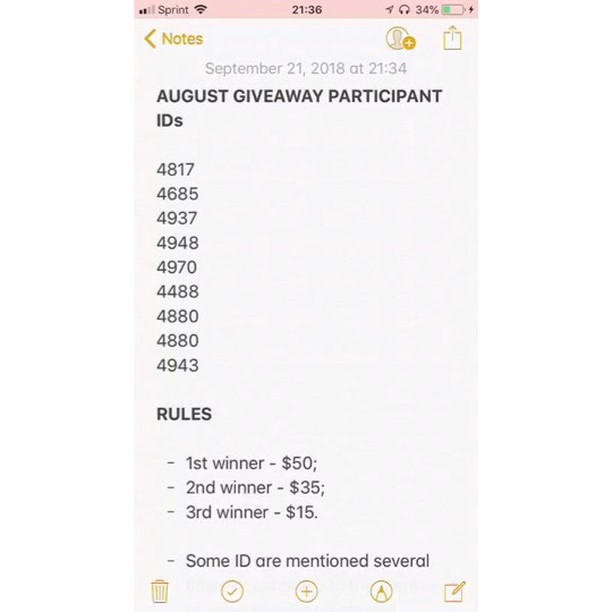 Sprint 21:36 34%
Notes
September 21, 2018 at 21:34
AUGUST GIVEAWAY PARTICIPANT
IDs
4817
4685
4937
4948
4970
4488
4880
4880
4943
RULES
- 1st winner - $50;
- 2nd winner - $35;
- 3rd winner - $15.
- Some ID are mentioned several